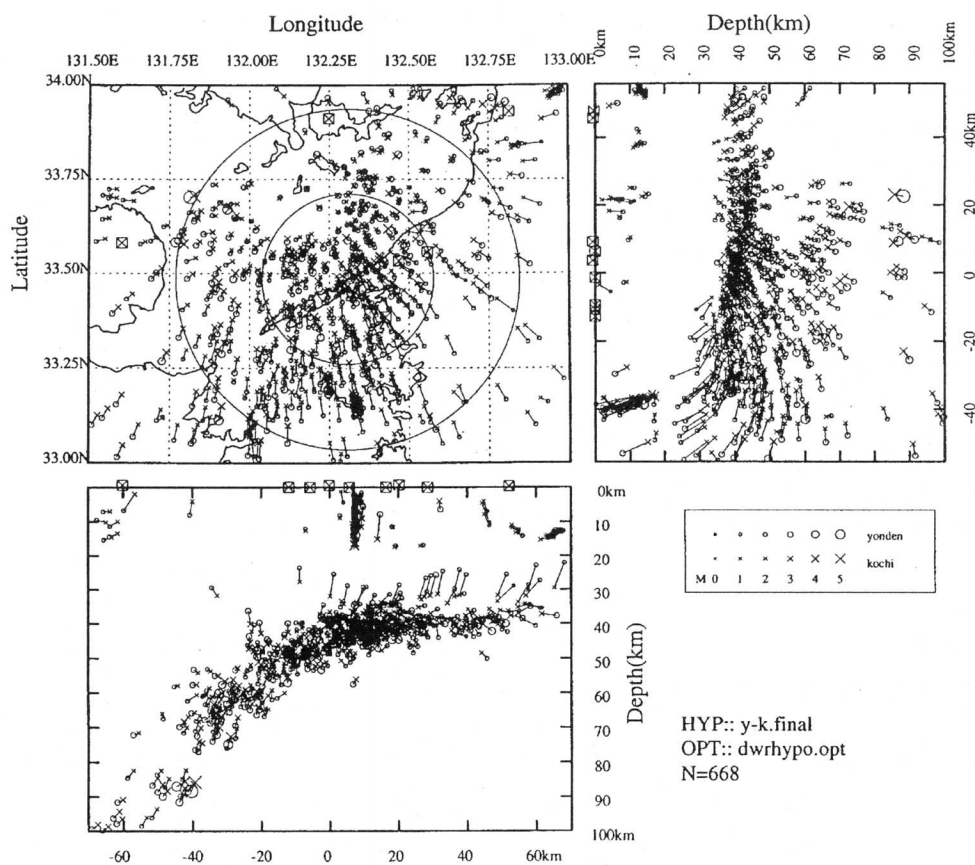 Longitude
131.50E 131.75E 132.00E 132.25E 132.50E 132.75E 133.00E
34.00N
33.75N
33.50N
33.25N
33.00N
Latitude
Depth(km)
0km 10 20 30 40 50 60 70 80 100km
40km
20
0
-20
-40
0km
10
20
30
40
50
60
70
80
90
100km
Depth(km)
-60 -40 -20 0 20 40 60km
yonden
kochi
M 0 1 2 3 4 5
HYP:: y-k.final
OPT:: dwrhypo.opt
N=668